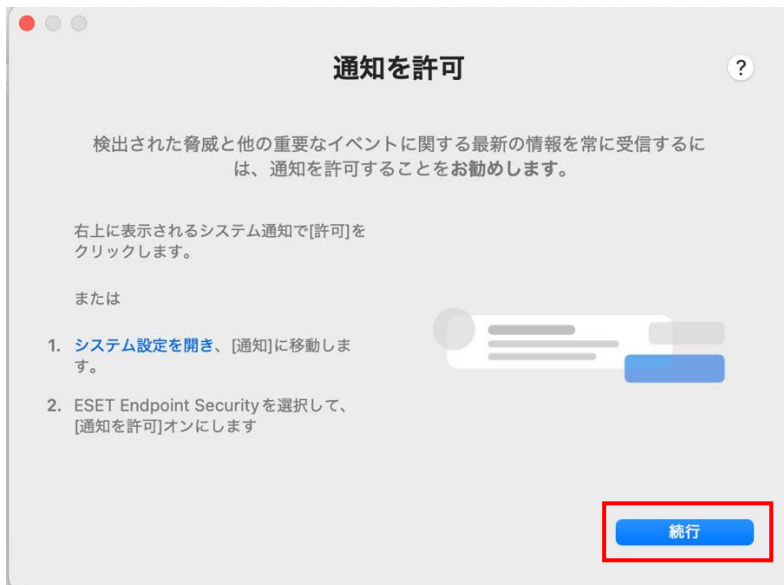 通知を許可
?
検出された脅威と他の重要なイベントに関する最新の情報を常に受信するに
は、通知を許可することをお勧めします。
右上に表示されるシステム通知で[許可]を
クリックします。
または
1. システム設定を開き、[通知]に移動しま
す。
2. ESET Endpoint Securityを選択して、
[通知を許可]オンにします
続行